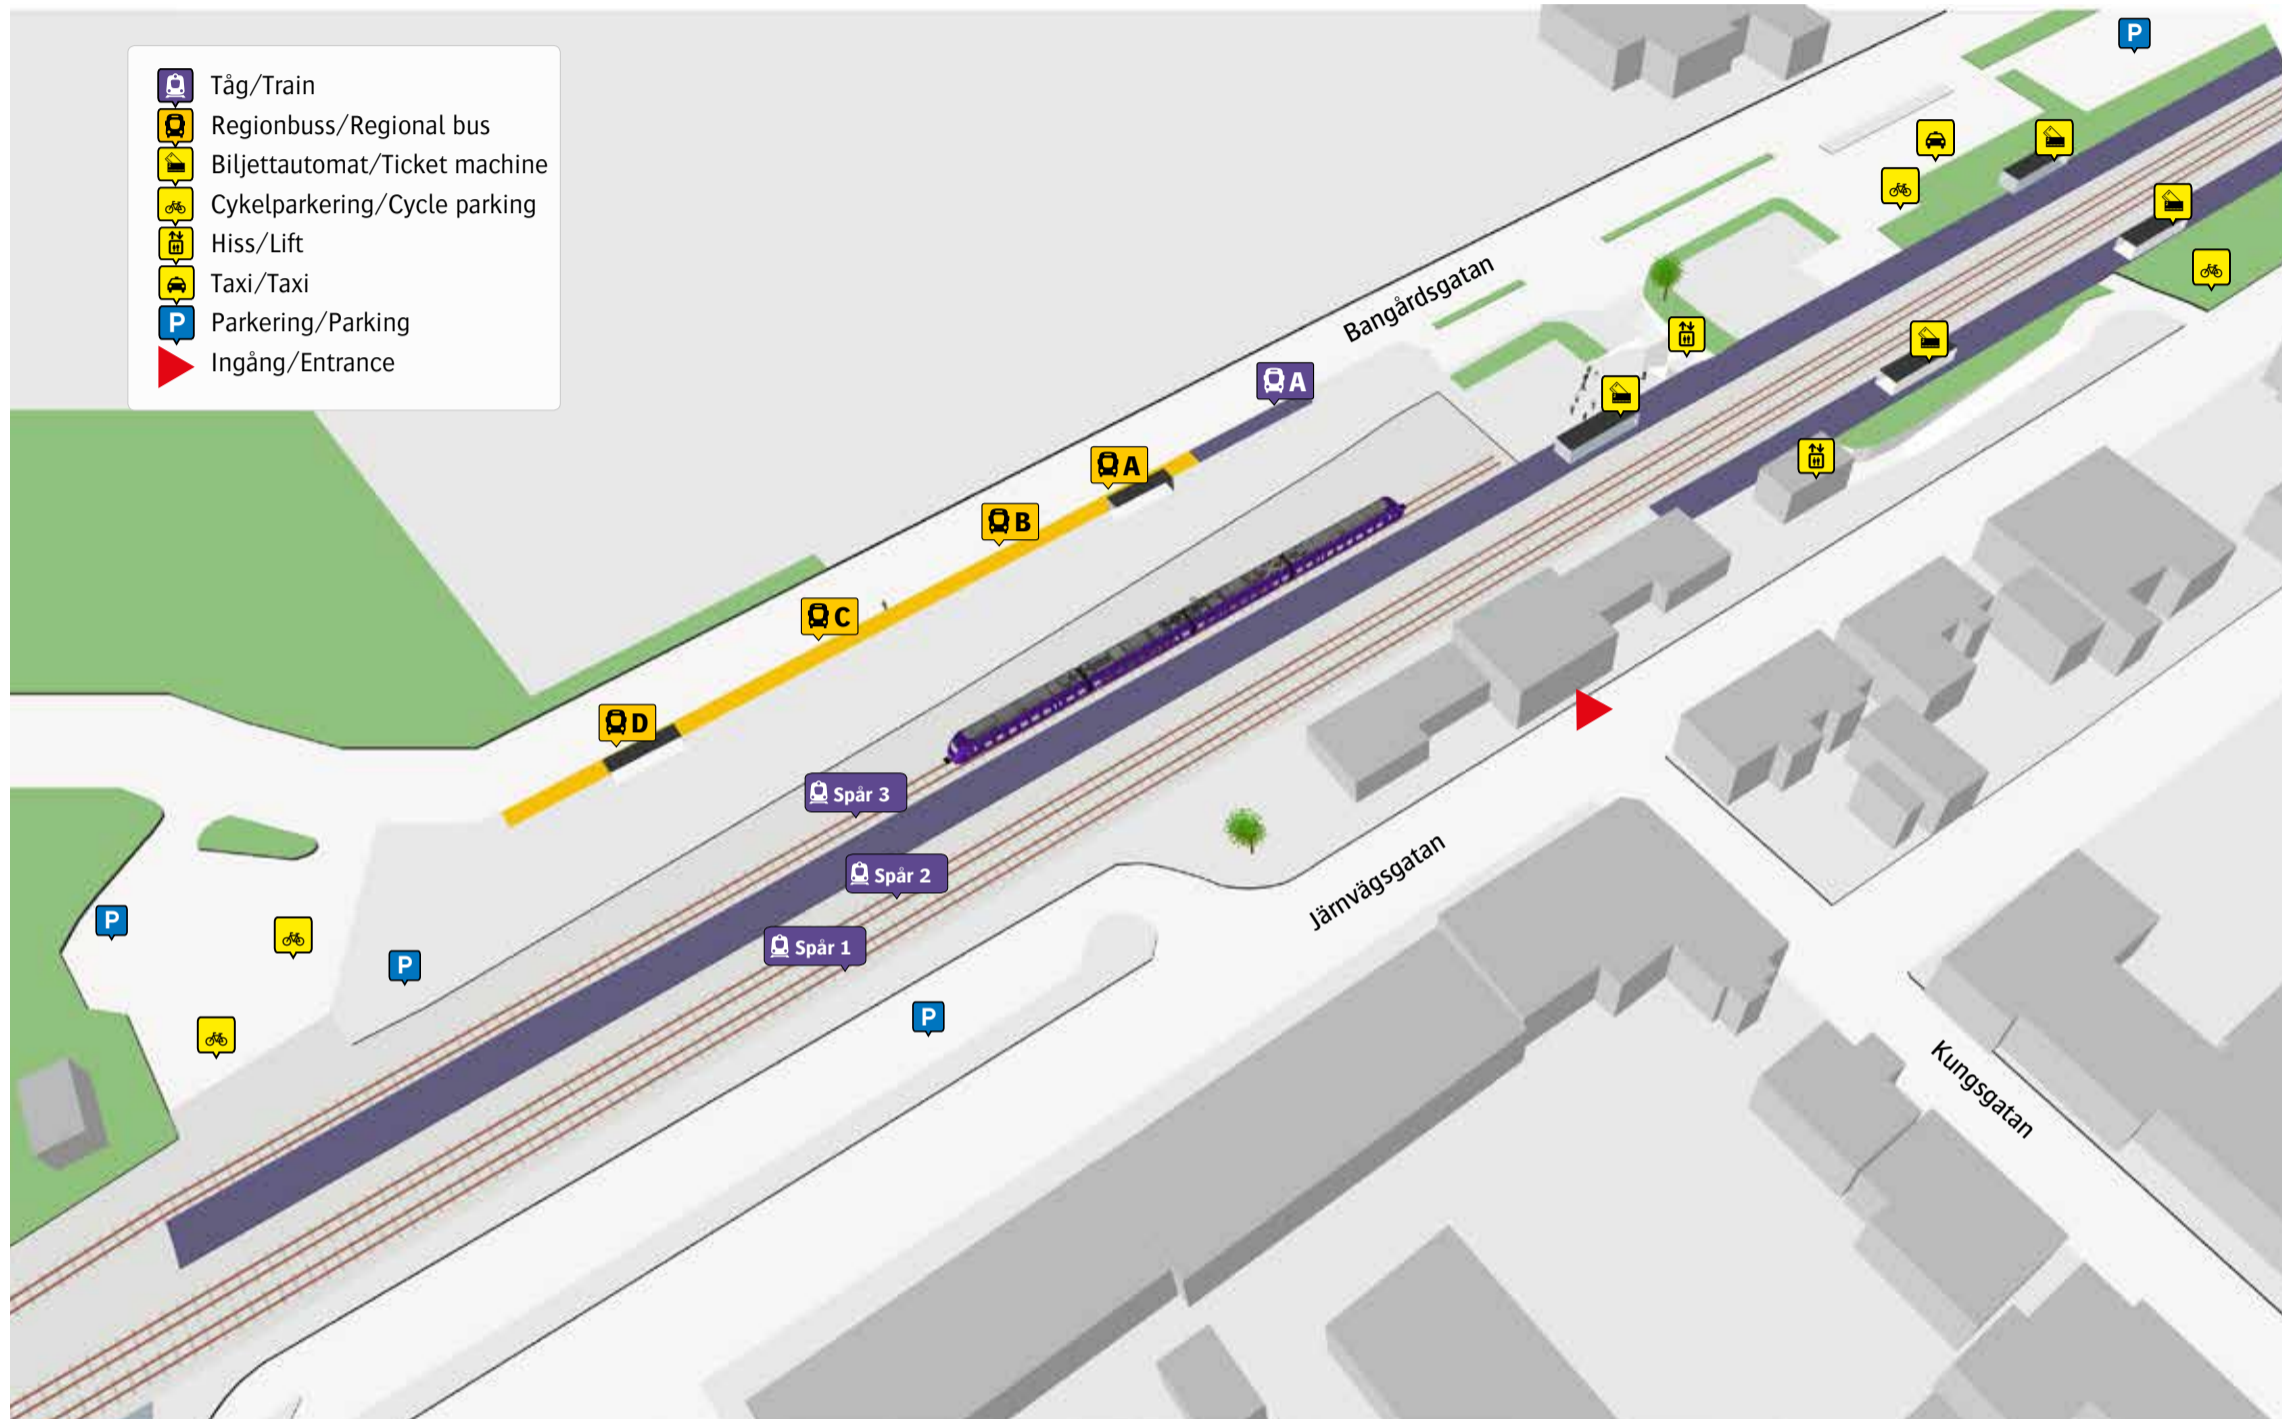 Tåg/Train
Regionbuss/Regional bus
Biljettautomat/Ticket machine
Cykelparkering/Cycle parking
Hiss/Lift
Taxi/Taxi
P Parkering/Parking
Ingång/Entrance
P
Bangårdsgatan
A
A
B
C
D
Spår 3
Spår 2
Spår 1
P
P
P
Järnvägsgatan
Kungsgatan